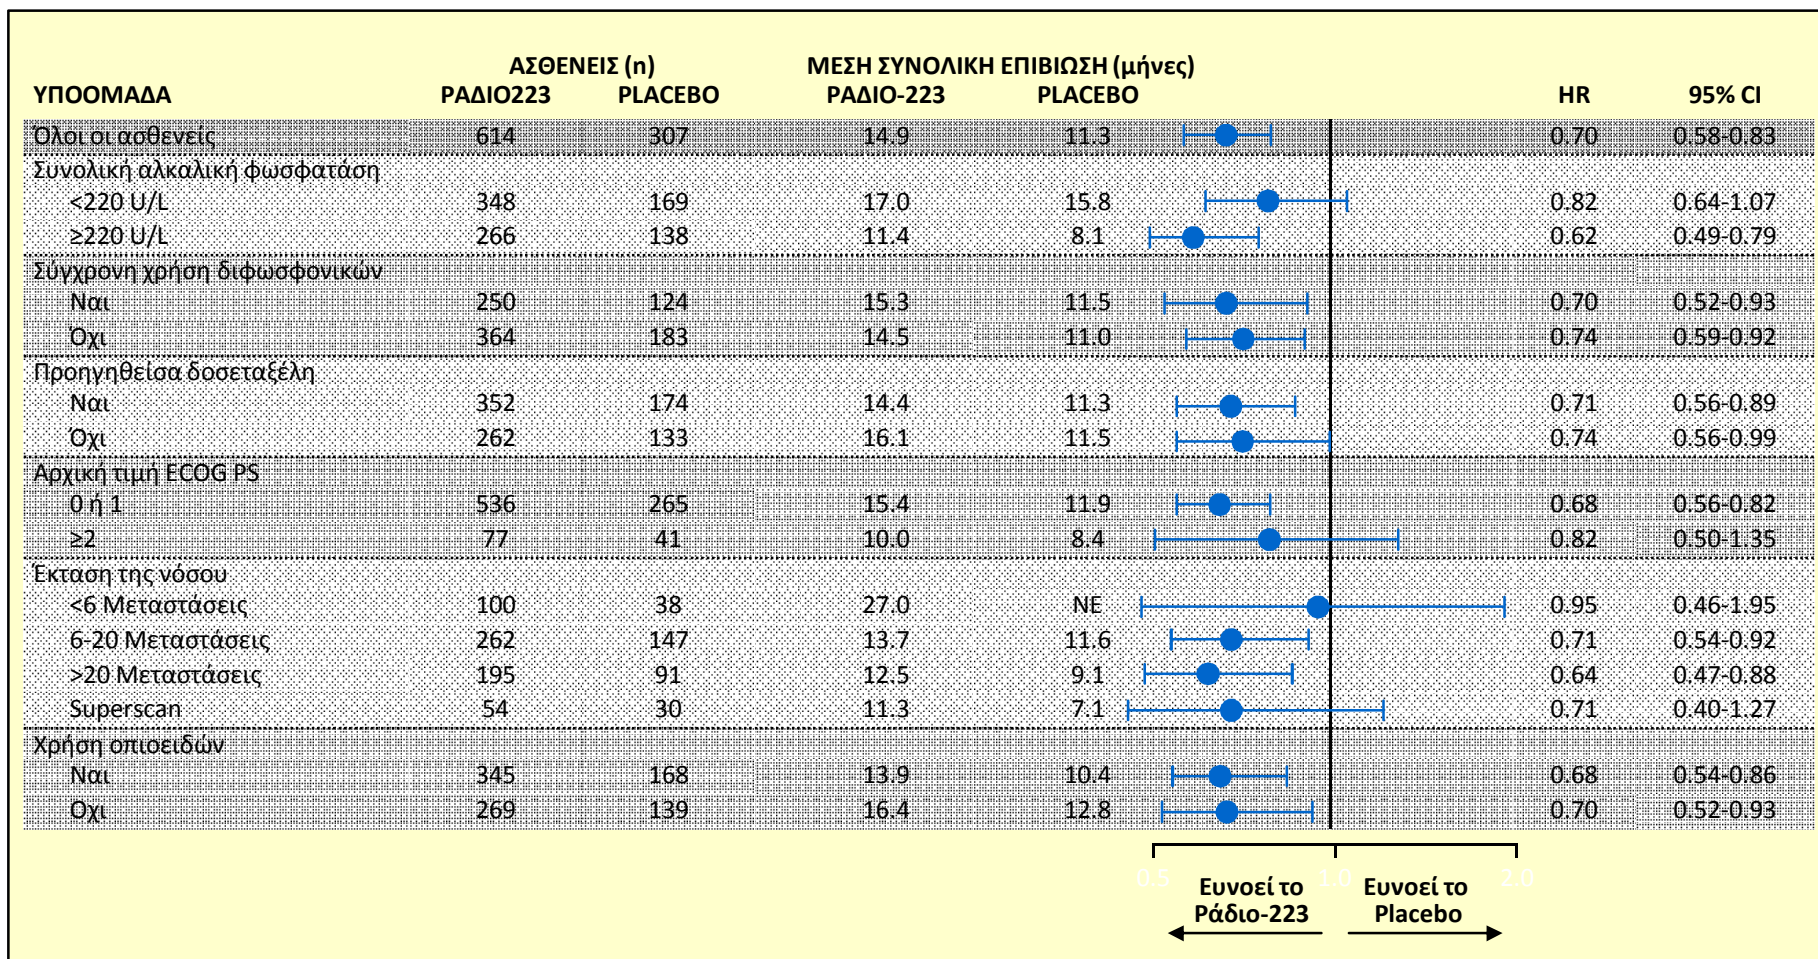 ΑΣΘΕΝΕΙΣ (n) ΜΕΣΗ ΣΥΝΟΛΙΚΗ ΕΠΙΒΙΩΣΗ (μήνες)
ΥΠΟΟΜΑΔΑ ΡΑΔΙΟ223 PLACEBO ΡΑΔΙΟ-223 PLACEBO HR 95% CI
Όλοι οι ασθενείς 614 307 14.9 11.3 0.70 0.58-0.83
Συνολική αλκαλική φωσφατάση
<220 U/L 348 169 17.0 15.8 0.82 0.64-1.07
≥220 U/L 266 138 11.4 8.1 0.62 0.49-0.79
Σύγχρονη χρήση διφωσφονικών
Ναι 250 124 15.3 11.5 0.70 0.52-0.93
Όχι 364 183 14.5 11.0 0.74 0.59-0.92
Προηγηθείσα δοσεταξέλη
Ναι 352 174 14.4 11.3 0.71 0.56-0.89
Όχι 262 133 16.1 11.5 0.74 0.56-0.99
Αρχική τιμή ECOG PS
0 ή 1 536 265 15.4 11.9 0.68 0.56-0.82
≥2 77 41 10.0 8.4 0.82 0.50-1.35
Έκταση της νόσου
<6 Μεταστάσεις 100 38 27.0 NE 0.95 0.46-1.95
6-20 Μεταστάσεις 262 147 13.7 11.6 0.71 0.54-0.92
>20 Μεταστάσεις 195 91 12.5 9.1 0.64 0.47-0.88
Superscan 54 30 11.3 7.1 0.71 0.40-1.27
Χρήση οπιοειδών
Ναι 345 168 13.9 10.4 0.68 0.54-0.86
Οχι 269 139 16.4 12.8 0.70 0.52-0.93
0.5 1.0 2.0
Ευνοεί το Ευνοεί το
Ράδιο-223 Placebo